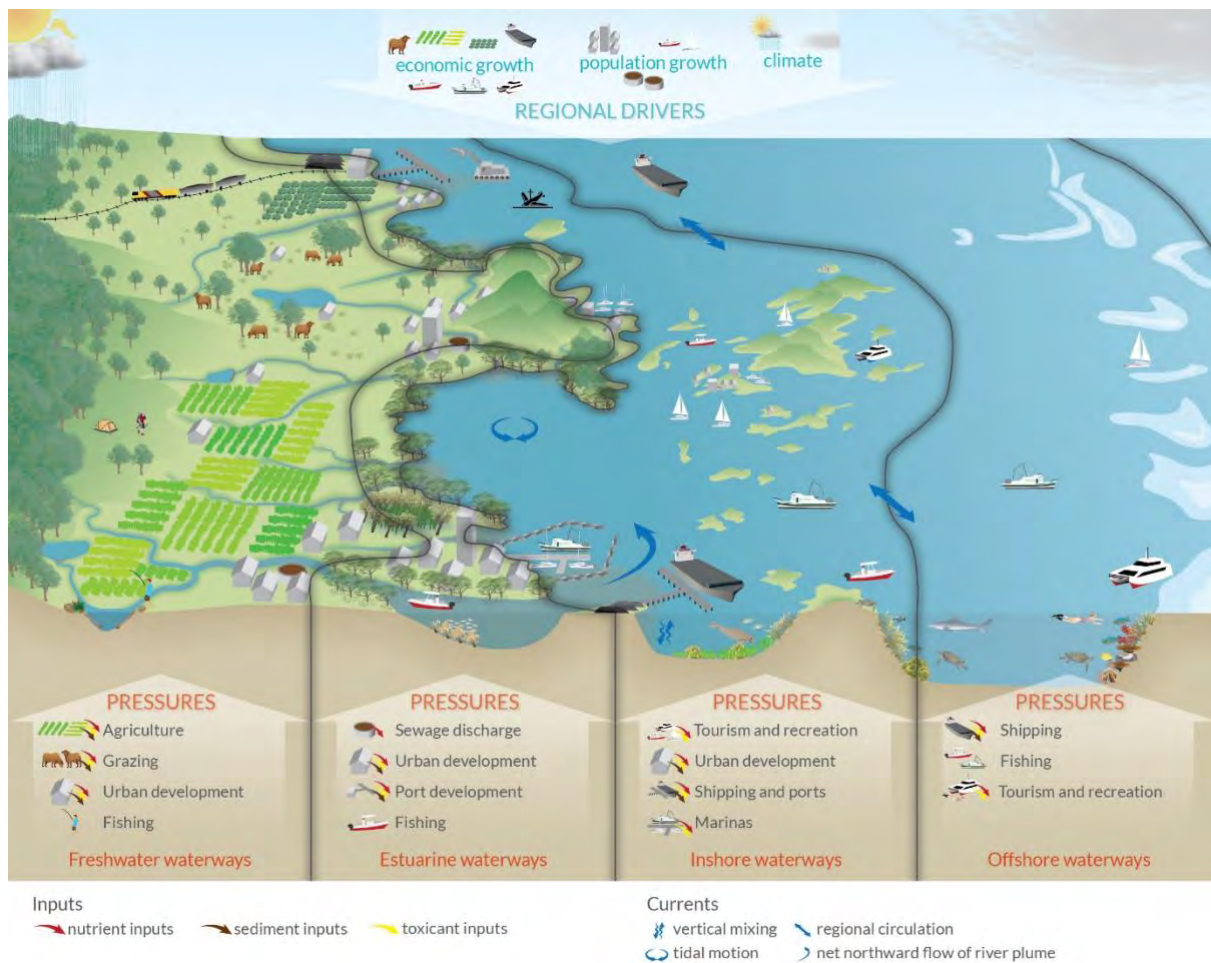 economic growth
population growth
climate
REGIONAL DRIVERS
PRESSURES
Agriculture
Grazing
Urban development
Fishing
Freshwater waterways
PRESSURES
Sewage discharge
Urban development
Port development
Fishing
Estuarine waterways
PRESSURES
Tourism and recreation
Urban development
Shipping and ports
Marinas
Inshore waterways
PRESSURES
Shipping
Fishing
Tourism and recreation
Offshore waterways
Inputs
nutrient inputs
sediment inputs
toxicant inputs
Currents
vertical mixing
regional circulation
tidal motion
net northward flow of river plume